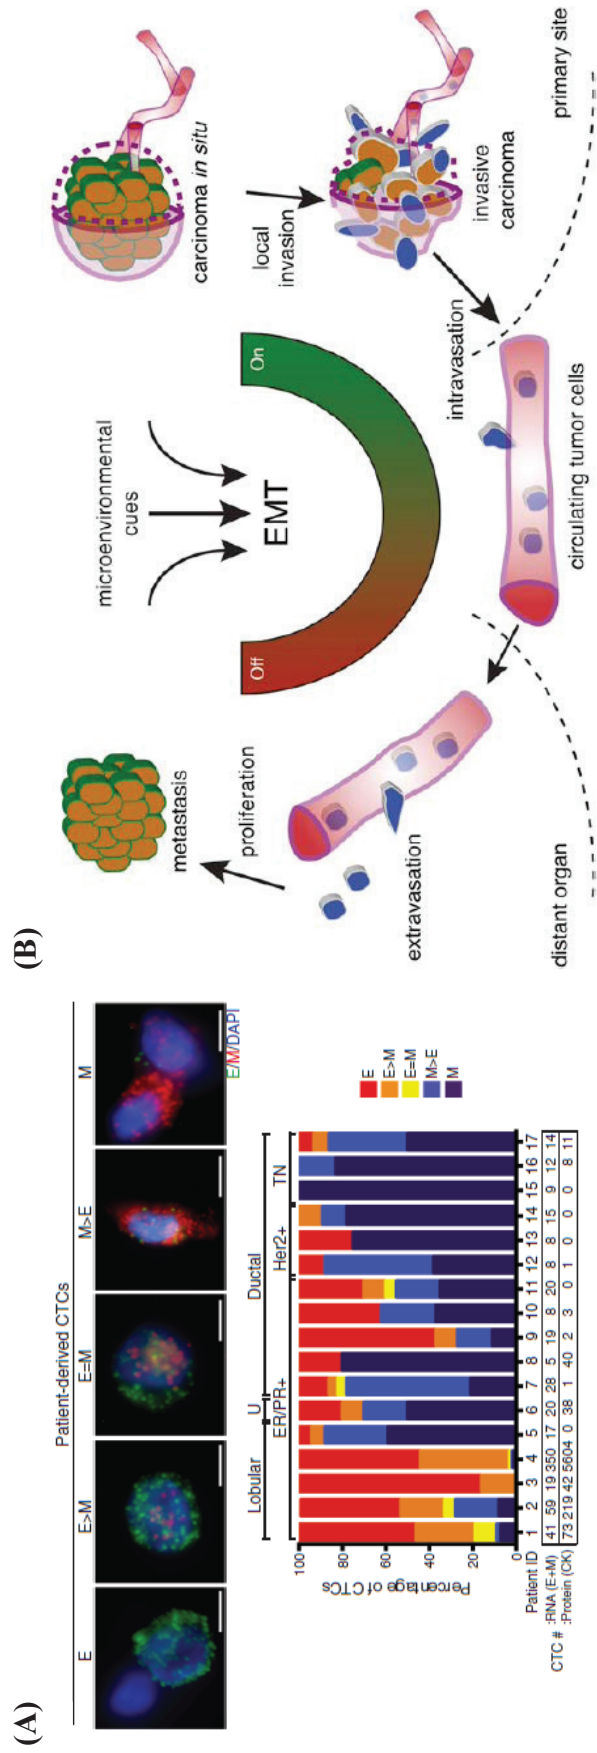 (A)
Patient-derived CTCs
E E>M E=M M>E M
E/M/DAPI
Lobular U Ductal
ER/PR+ Her2+ TN
Percentage of CTCs
100
80
60
40
20
0
E
E>M
E=M
M>E
M
Patient ID 1 2 3 4 5 6 7 8 9 10 11 12 13 14 15 16 17
CTC # :RNA (E+M) 41 59 19 350 17 20 28 5 19 8 20 8 8 15 9 12 14
:Protein (CK) 73 219 42 5604 0 38 1 40 2 3 0 1 0 0 0 8 11
(B)
microenvironmental
cues
EMT
Off
On
carcinoma in situ
local
invasion
invasive
carcinoma
intravasation
primary site
circulating tumor cells
distant organ
extravasation
proliferation
metastasis